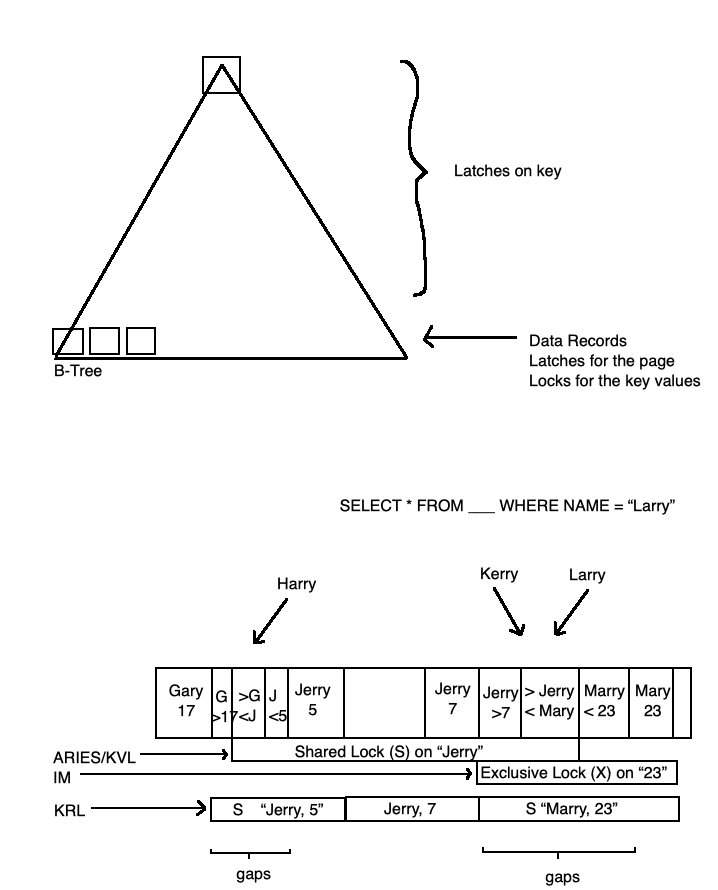 Latches on key
Data Records
Latches for the page
Locks for the key values
B-Tree
SELECT * FROM ___ WHERE NAME = “Larry”
Harry
Kerry
Larry
Gary
17
G
>17
>G
<J
J
<5
Jerry
5
Jerry
7
Jerry
>7
> Jerry
< Mary
Marry
< 23
Mary
23
ARIES/KVL
Shared Lock (S) on “Jerry”
IM
Exclusive Lock (X) on “23”
KRL
S “Jerry, 5”
Jerry, 7
S “Marry, 23”
gaps
gaps